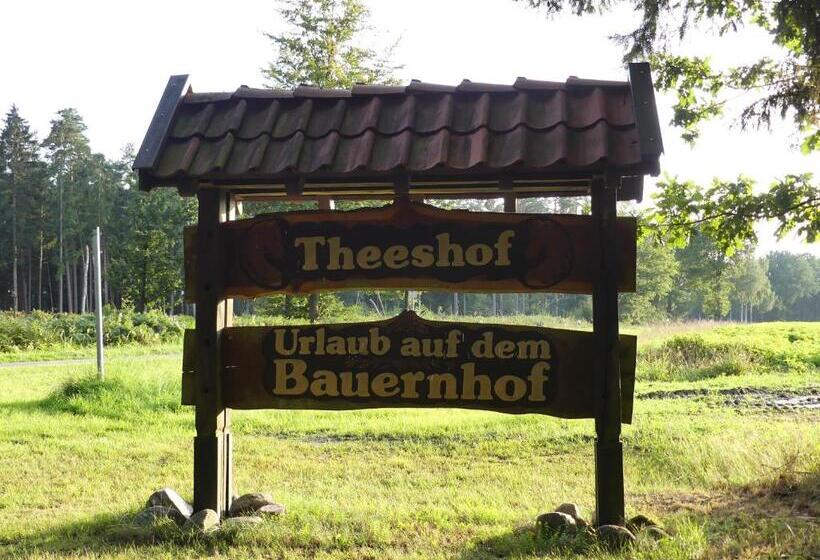 Theeshof
Urlaub auf dem
Bauernhof